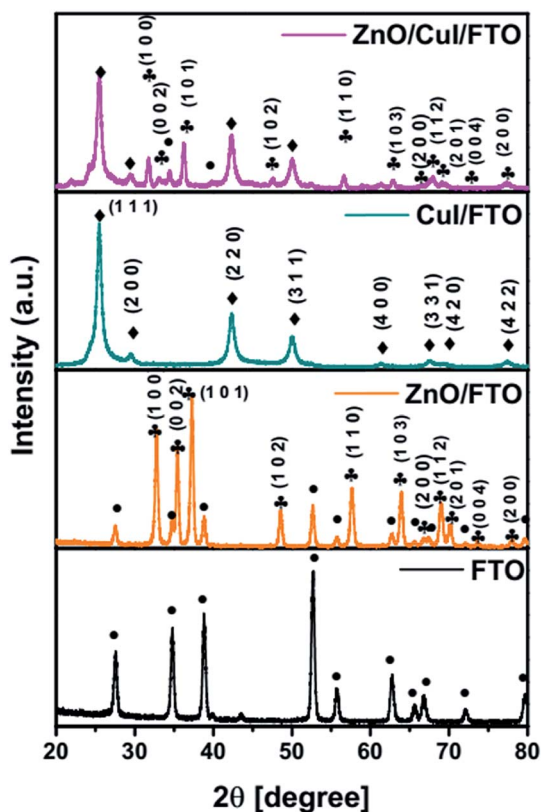 ZnO/CuI/FTO
(1 0 0)
(0 0 2)
(1 0 1)
(1 0 2)
(1 1 0)
(1 0 3)
(2 0 0)
(1 1 2)
(2 0 1)
(0 0 4)
(2 0 0)
CuI/FTO
(1 1 1)
(2 0 0)
(2 2 0)
(3 1 1)
(4 0 0)
(3 3 1)
(4 2 0)
(4 2 2)
ZnO/FTO
(1 0 0)
(0 0 2)
(1 0 1)
(1 0 2)
(1 1 0)
(1 0 3)
(2 0 0)
(1 1 2)
(2 0 1)
(0 0 4)
(2 0 0)
FTO
Intensity (a.u.)
20 30 40 50 60 70 80
2θ [degree]